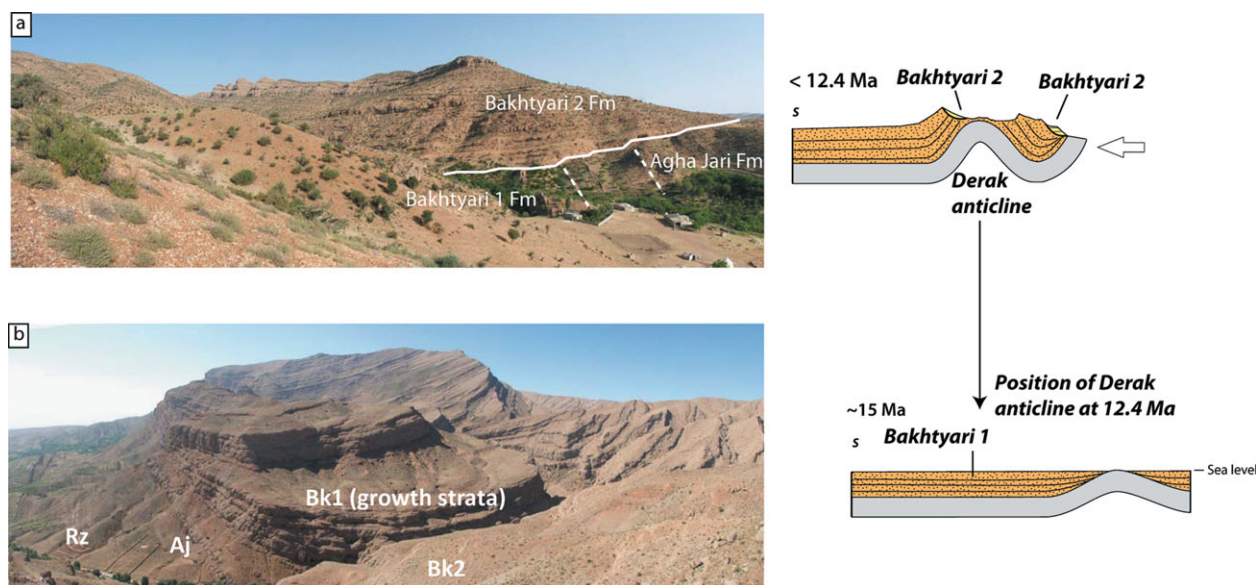 a
Bakhtyari 2 Fm
Agha Jari Fm
Bakhtyari 1 Fm
< 12.4 Ma
s
Bakhtyari 2
Bakhtyari 2
Derak
anticline
b
Bk1 (growth strata)
Rz
Aj
Bk2
Position of Derak
anticline at 12.4 Ma
~15 Ma
s
Bakhtyari 1
Sea level